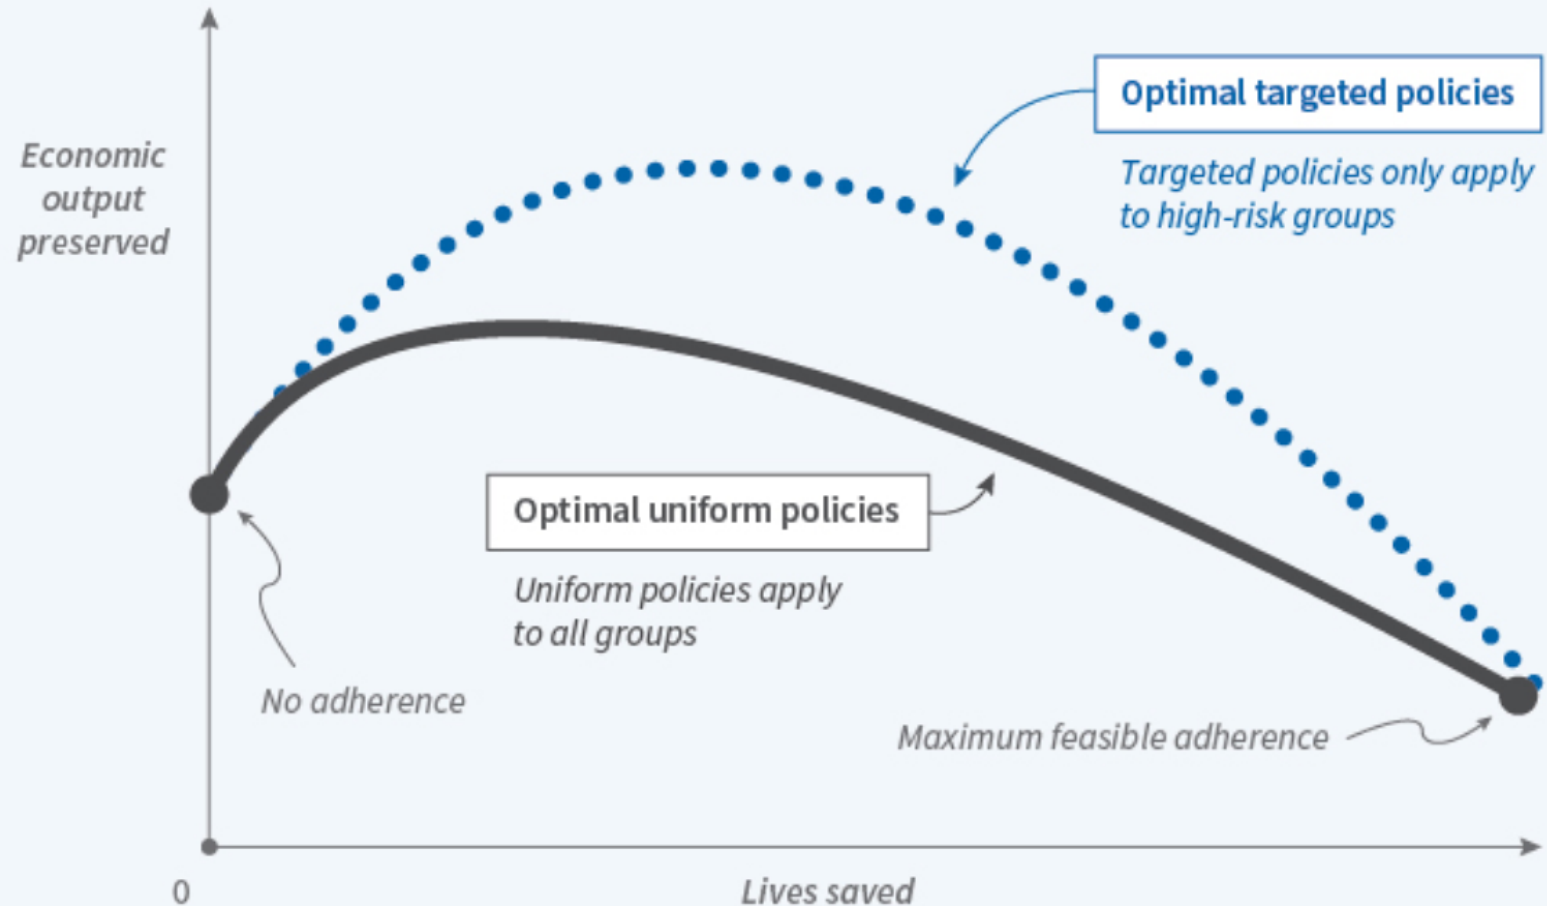 Economic
output
preserved
Optimal targeted policies
Targeted policies only apply
to high-risk groups
Optimal uniform policies
Uniform policies apply
to all groups
No adherence
Maximum feasible adherence
0
Lives saved